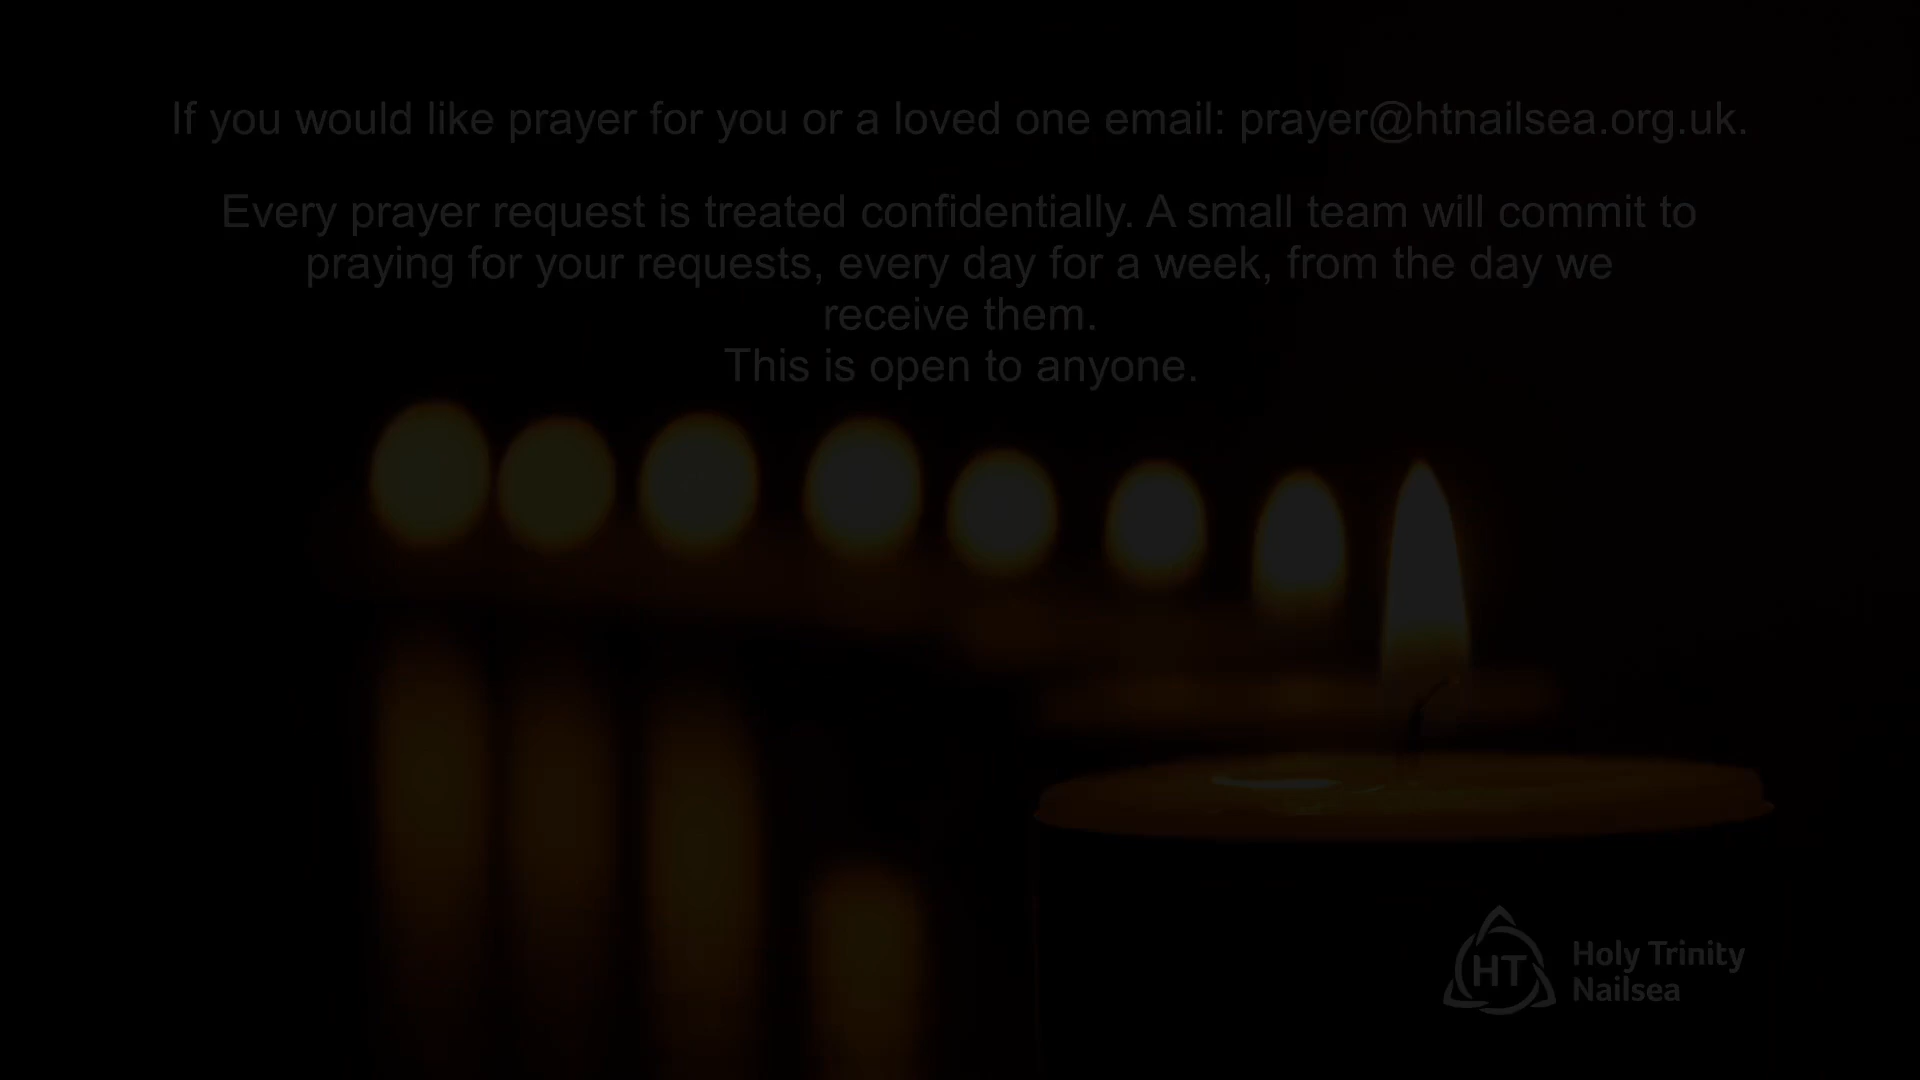 If you would like prayer for you or a loved one email: prayer@htnailsea.org.uk.
Every prayer request is treated confidentially. A small team will commit to
praying for your requests, every day for a week, from the day we
receive them.
This is open to anyone.
HT
Holy Trinity
Nailsea